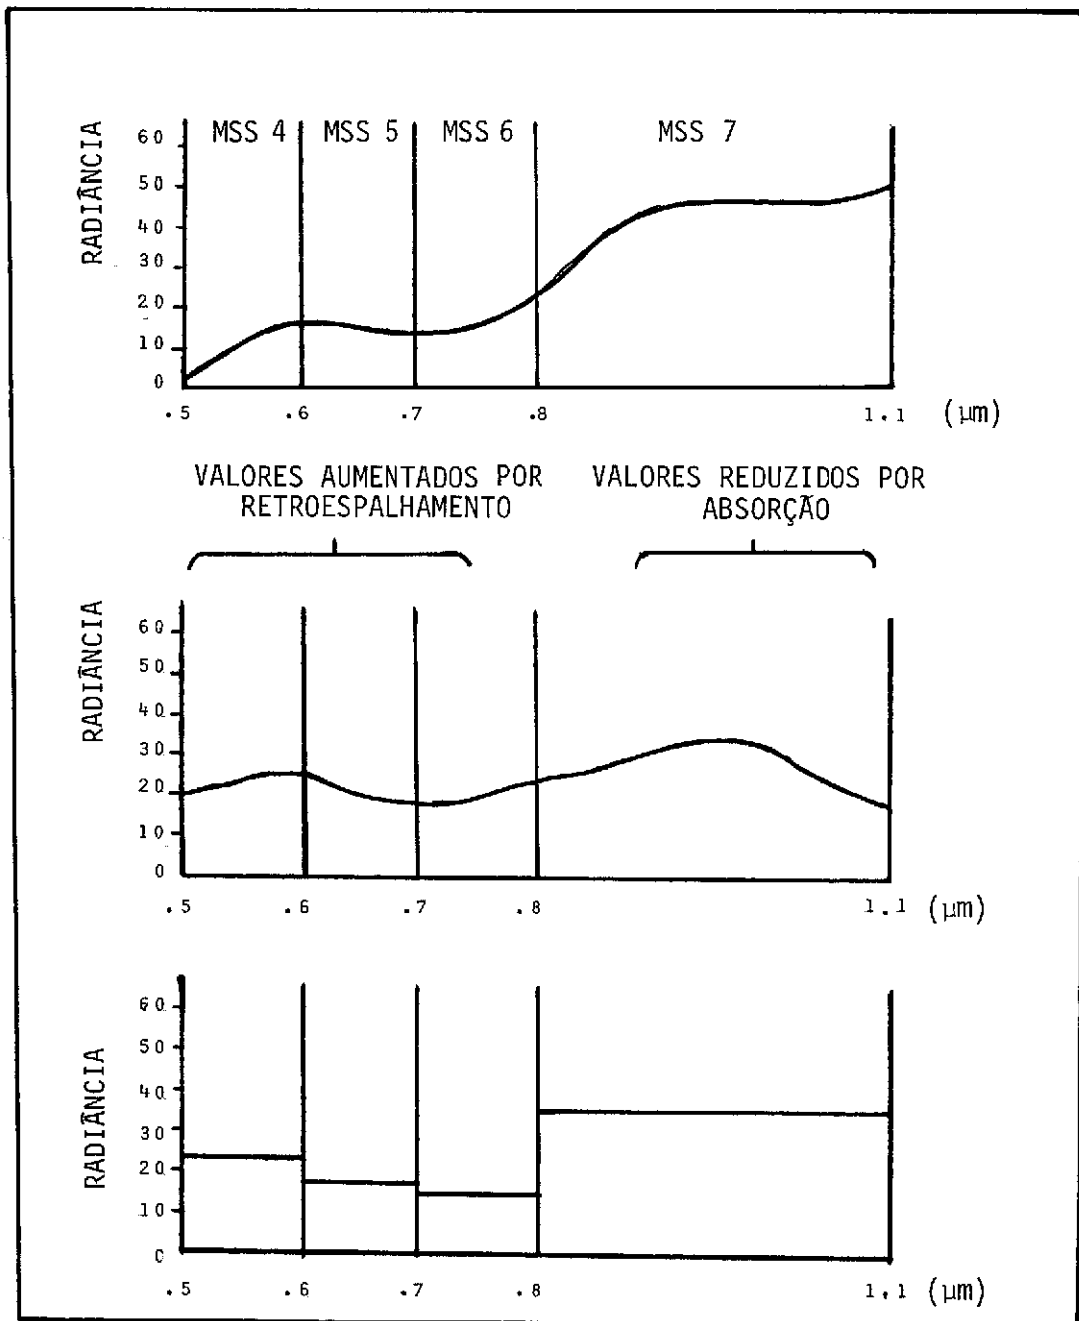 MSS 4 MSS 5 MSS 6 MSS 7
RADIÂNCIA
60
50
40
30
20
10
0
.5 .6 .7 .8 1.1 (µm)
VALORES AUMENTADOS POR
RETROESPALHAMENTO
VALORES REDUZIDOS POR
ABSORÇÃO
RADIÂNCIA
60
50
40
30
20
10
0
.5 .6 .7 .8 1.1 (µm)
RADIÂNCIA
60
50
40
30
20
10
0
.5 .6 .7 .8 1.1 (µm)